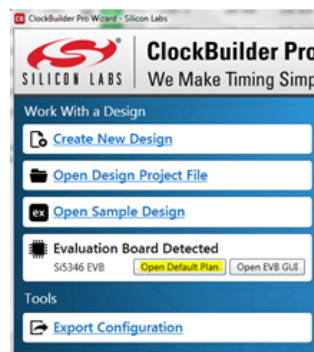 ClockBuilder Pro Wizard - Silicon Labs
SILICON LABS
ClockBuilder Pro
We Make Timing Simp
Work With a Design
Create New Design
Open Design Project File
ex Open Sample Design
Evaluation Board Detected
Si5346 EVB Open Default Plan Open EVB GUI
Tools
Export Configuration